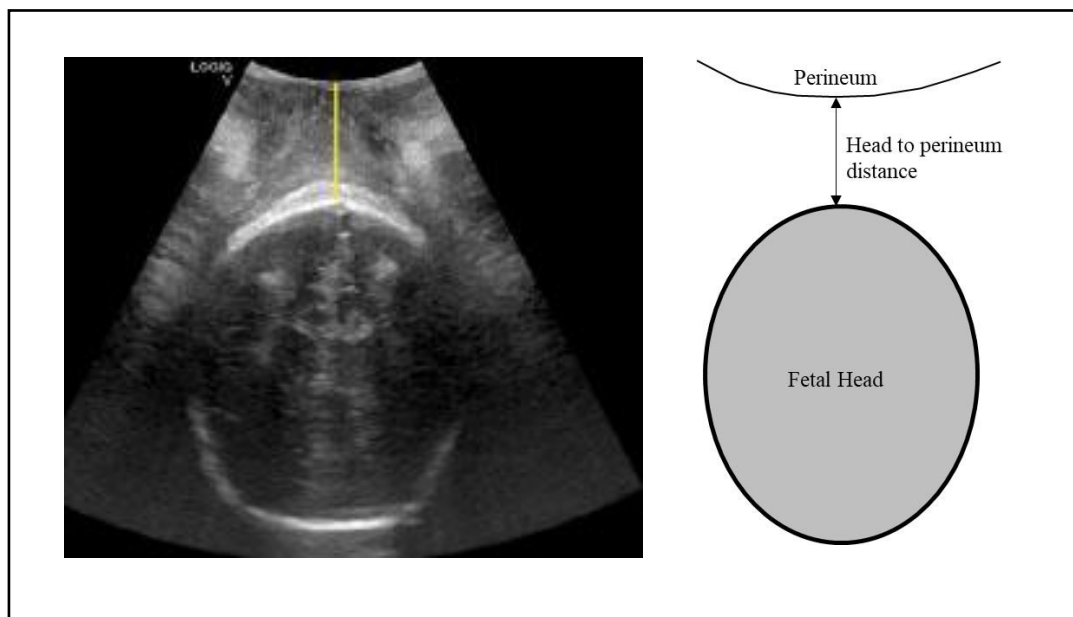 LOGIQ
V
Perineum
Head to perineum
distance
Fetal Head